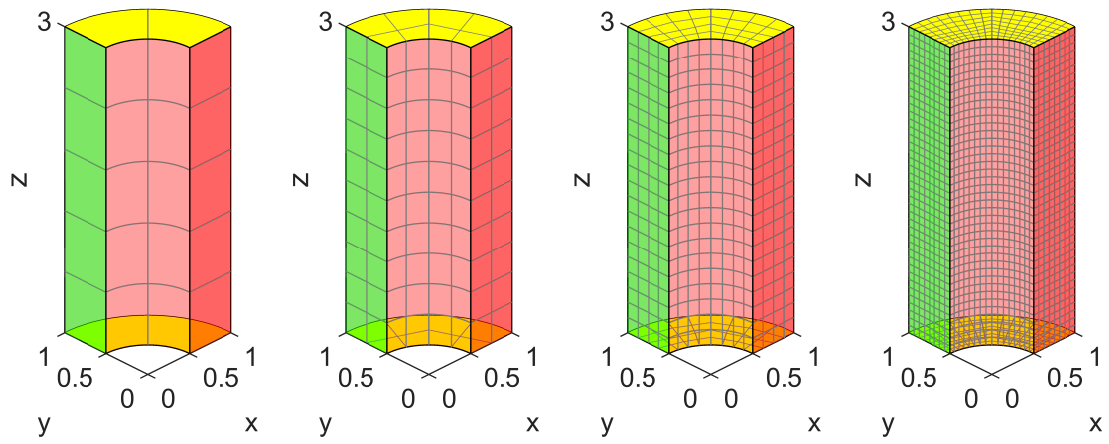 3 3 3 3
z z z z
1 1 1 1 1 1 1 1
0.5 0.5 0.5 0.5 0.5 0.5 0.5 0.5
0 0 0 0 0 0 0 0
y x y x y x y x